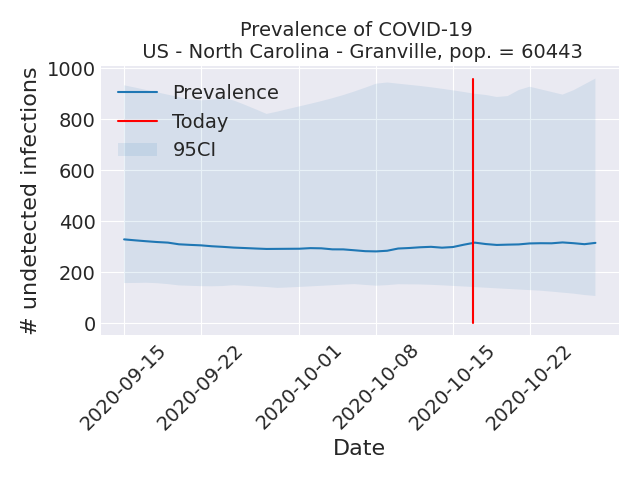 Prevalence of COVID-19
US - North Carolina - Granville, pop. = 60443
# undetected infections
1000
800
600
400
200
0
Prevalence
Today
95CI
2020-09-15
2020-09-22
2020-10-01
2020-10-08
2020-10-15
2020-10-22
Date